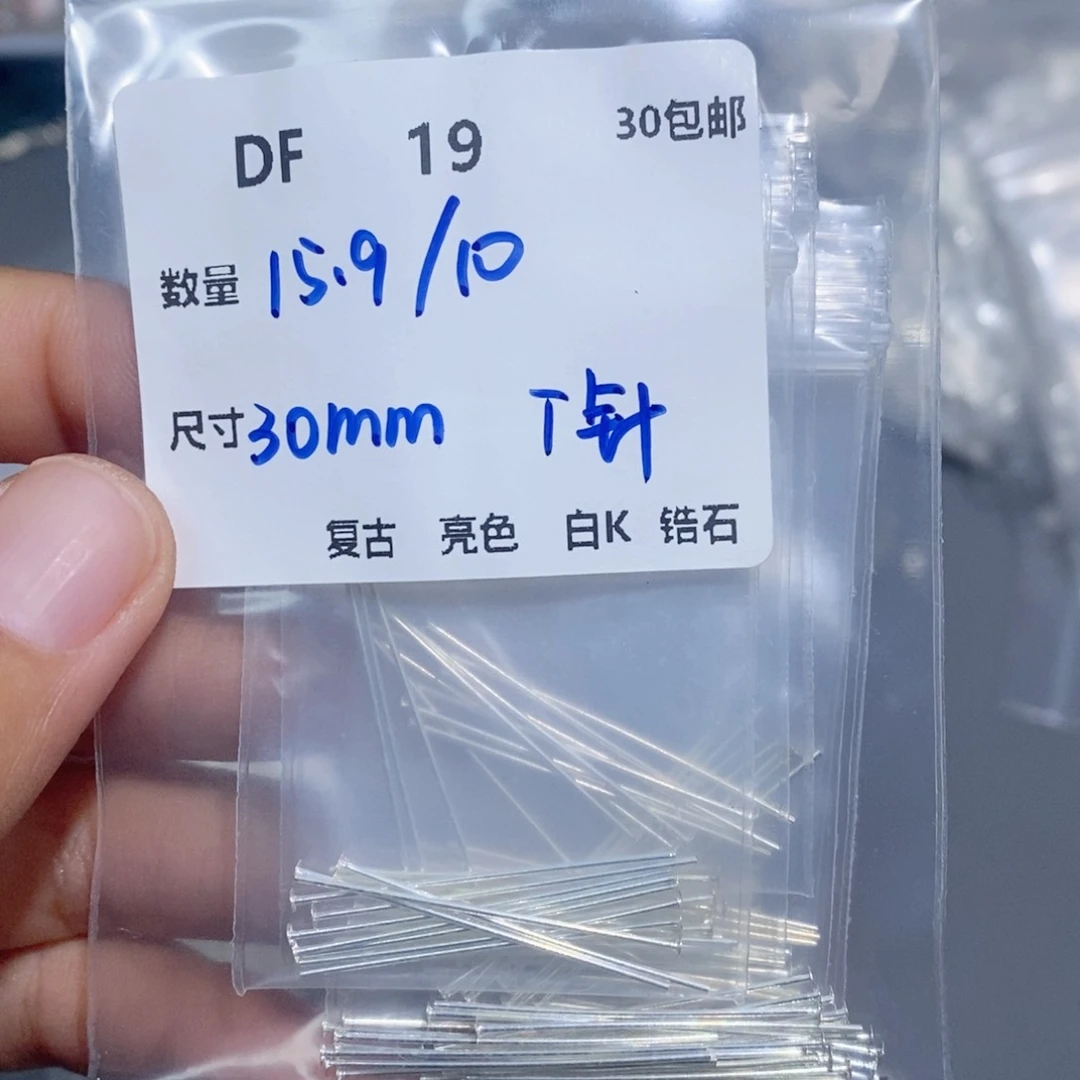 DF 19 30包邮
数量 15.9/10
尺寸 30mm T针
复古 亮色 白K 锆石